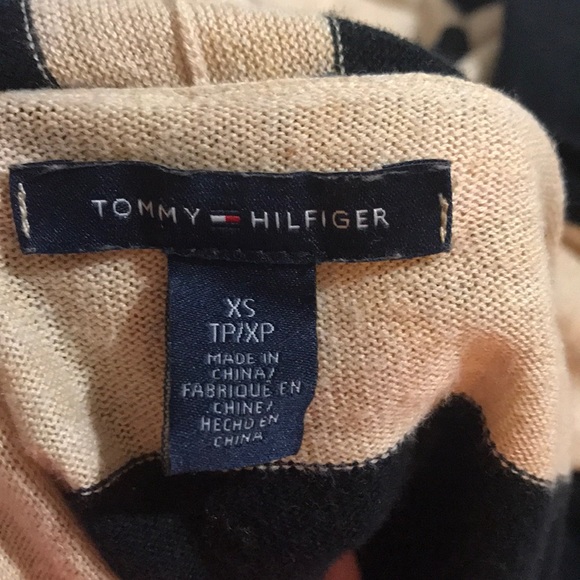 TOMMY HILFIGER
XS
TP/XP
MADE IN
CHINA/
FABRIQUE EN
CHINE/
HECHO EN
CHINA